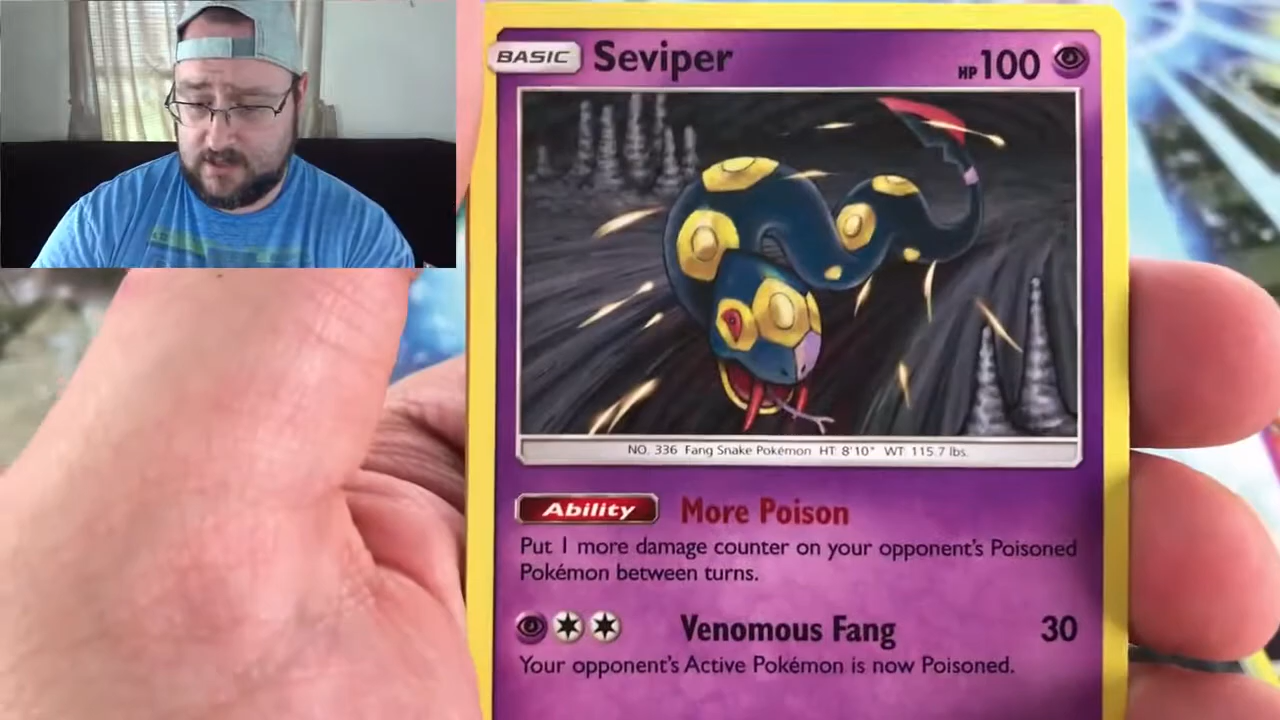 BASIC Seviper HP 100
NO. 336 Fang Snake Pokémon HT: 8'10" WT: 115.7 lbs.
Ability More Poison
Put 1 more damage counter on your opponent's Poisoned
Pokémon between turns.
Venomous Fang 30
Your opponent's Active Pokémon is now Poisoned.